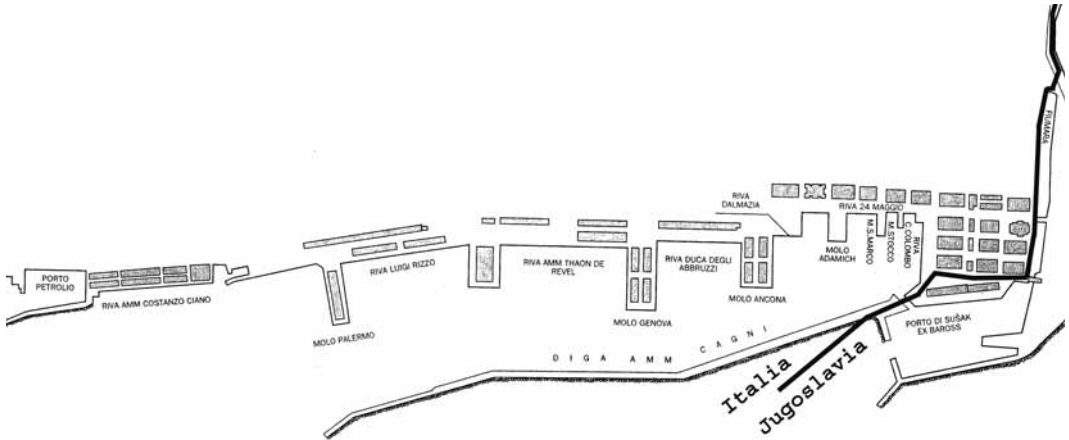 FIUMARA
RIVA
DALMAZIA
RIVA 24 MAGGIO
M.S.MARCO
M.STOCCO
C.COLOMBO
RIVA
MOLO
ADAMICH
PORTO
PETROLIO
RIVA AMM COSTANZO CIANO
RIVA LUIGI RIZZO
RIVA AMM THAON DE
REVEL
RIVA DUCA DEGLI
ABBRUZZI
MOLO PALERMO
MOLO GENOVA
MOLO ANCONA
DIGA AMM CAGNI
PORTO DI SUŠAK
EX BAROSS
Italia
Jugoslavia